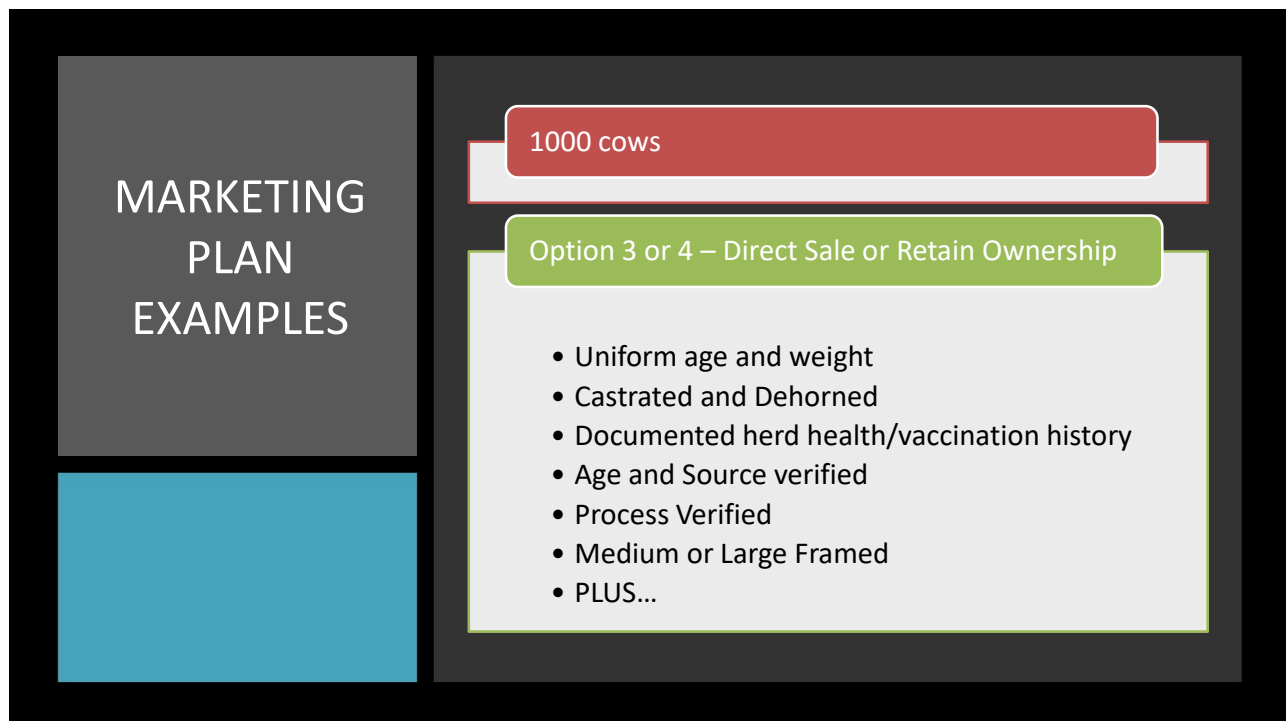 MARKETING
PLAN
EXAMPLES
1000 cows
Option 3 or 4 – Direct Sale or Retain Ownership
• Uniform age and weight
• Castrated and Dehorned
• Documented herd health/vaccination history
• Age and Source verified
• Process Verified
• Medium or Large Framed
• PLUS…